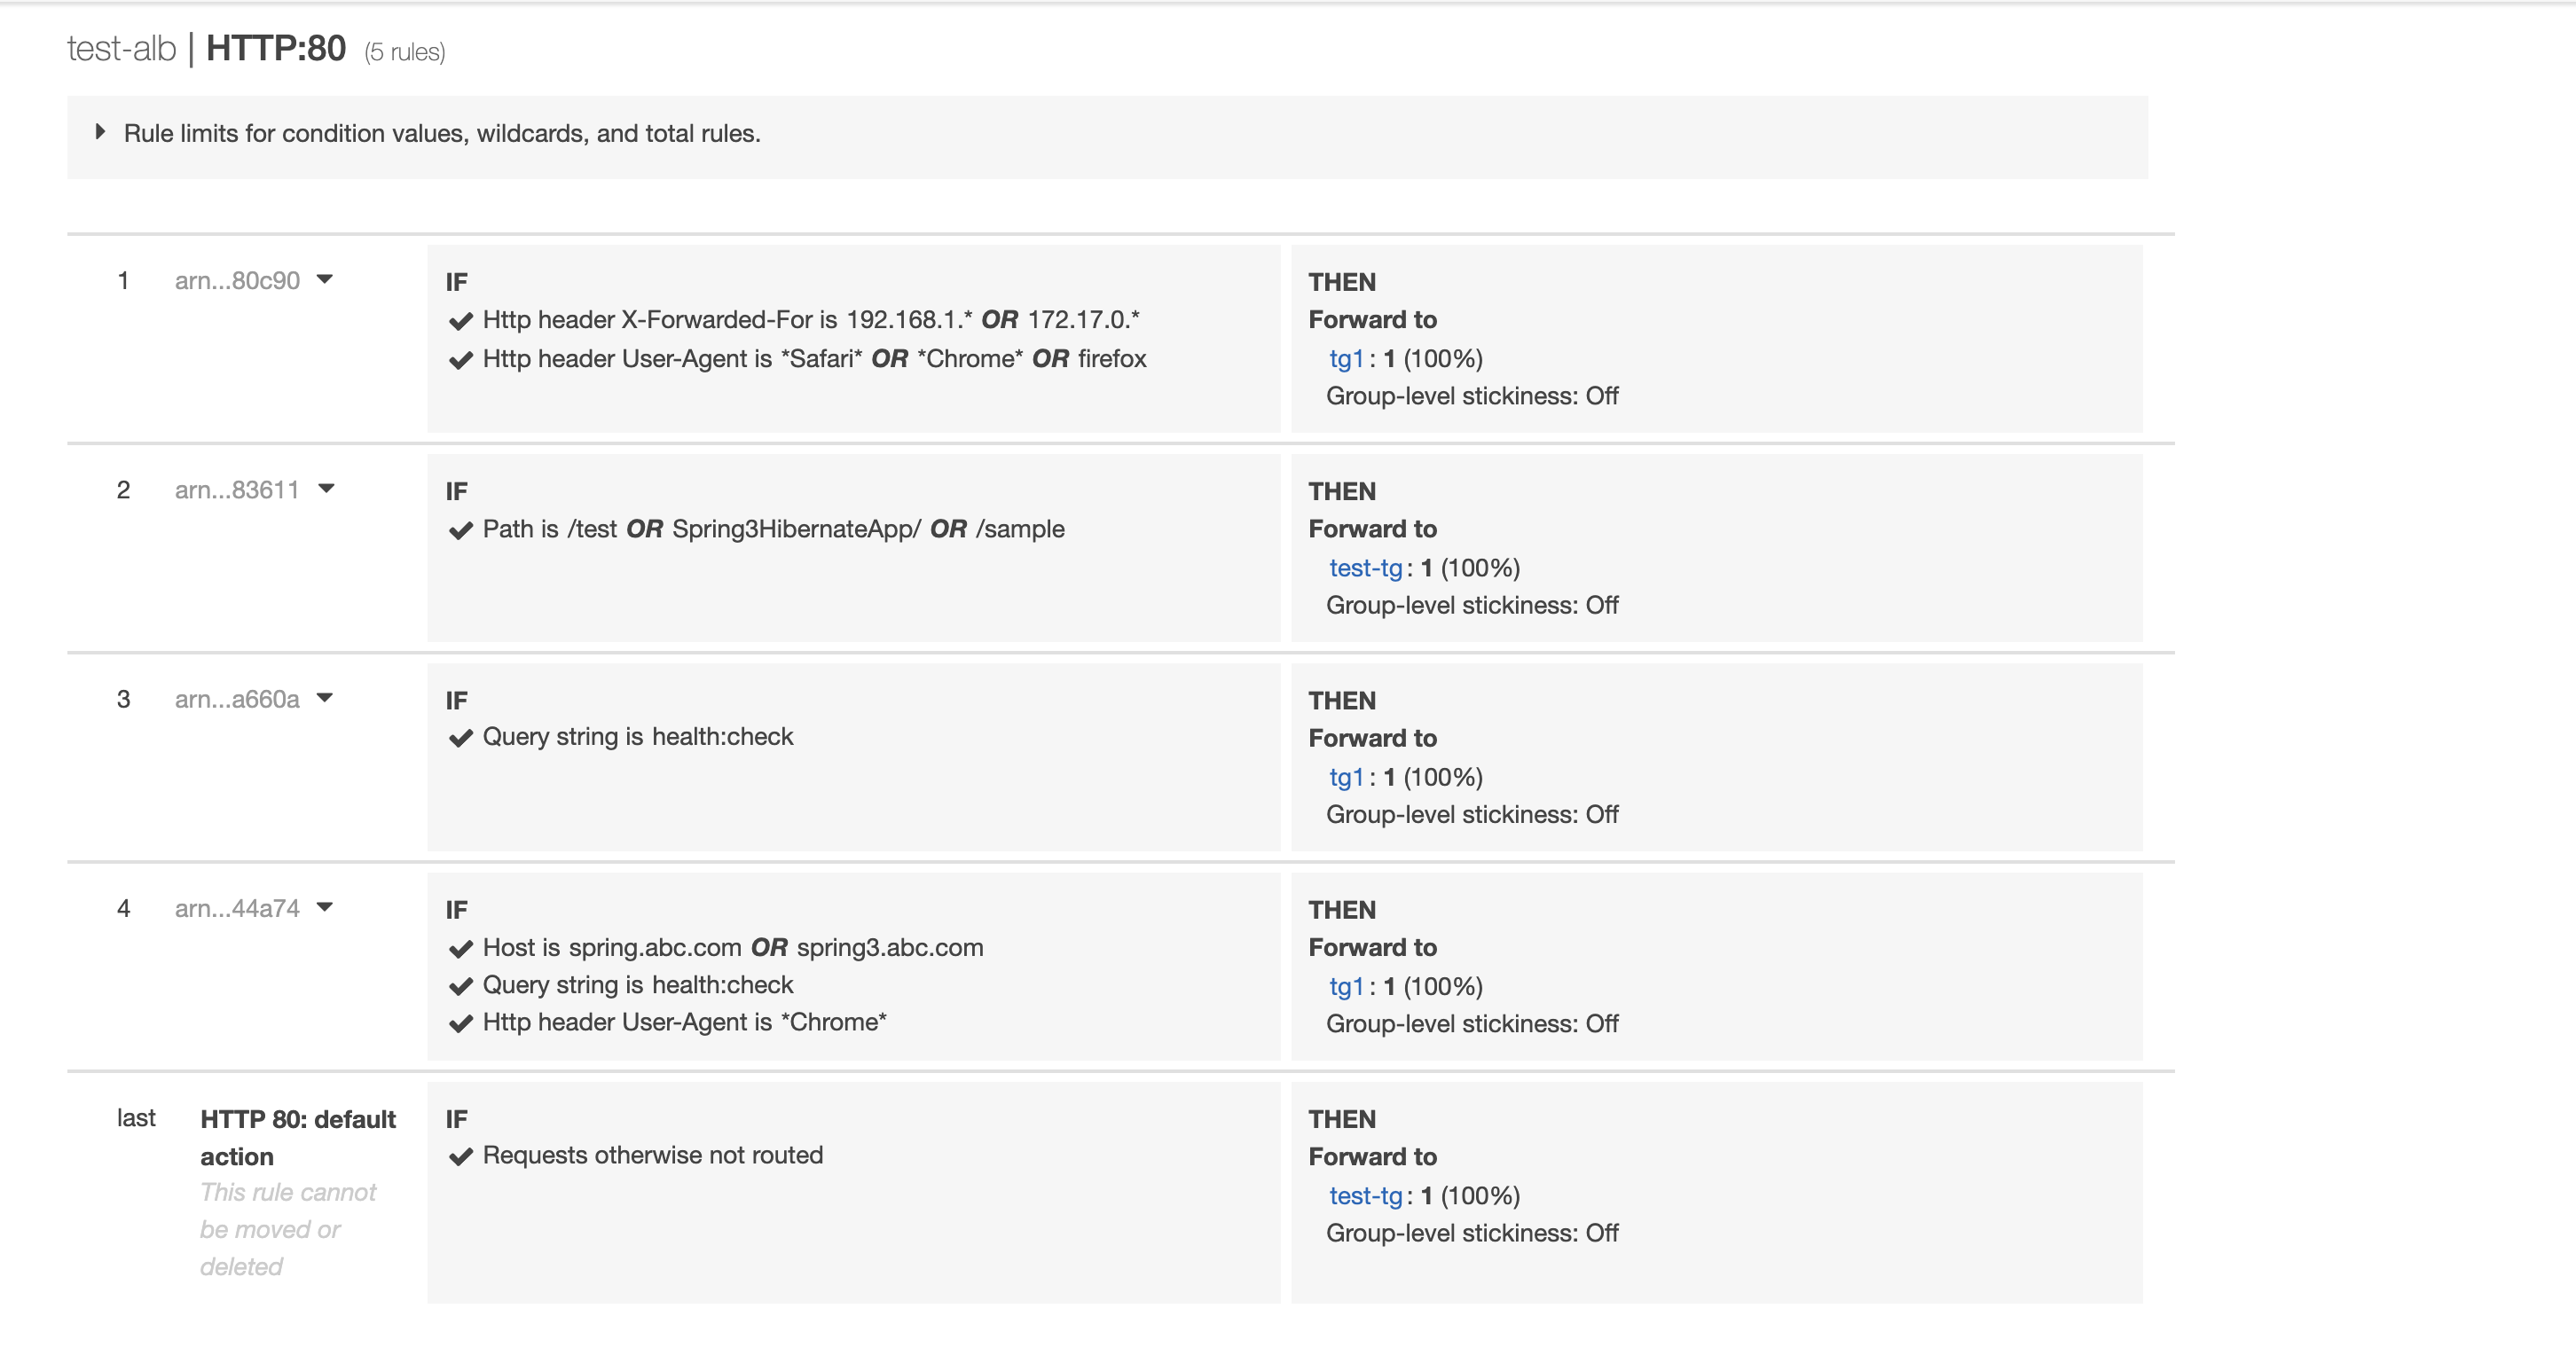 test-alb | HTTP:80 (5 rules)
Rule limits for condition values, wildcards, and total rules.
1 arn...80c90
IF
Http header X-Forwarded-For is 192.168.1.* OR 172.17.0.*
Http header User-Agent is *Safari* OR *Chrome* OR firefox
THEN
Forward to
tg1: 1 (100%)
Group-level stickiness: Off
2 arn...83611
IF
Path is /test OR Spring3HibernateApp/ OR /sample
THEN
Forward to
test-tg: 1 (100%)
Group-level stickiness: Off
3 arn...a660a
IF
Query string is health:check
THEN
Forward to
tg1: 1 (100%)
Group-level stickiness: Off
4 arn...44a74
IF
Host is spring.abc.com OR spring3.abc.com
Query string is health:check
Http header User-Agent is *Chrome*
THEN
Forward to
tg1: 1 (100%)
Group-level stickiness: Off
last HTTP 80: default
action
This rule cannot
be moved or
deleted
IF
Requests otherwise not routed
THEN
Forward to
test-tg: 1 (100%)
Group-level stickiness: Off